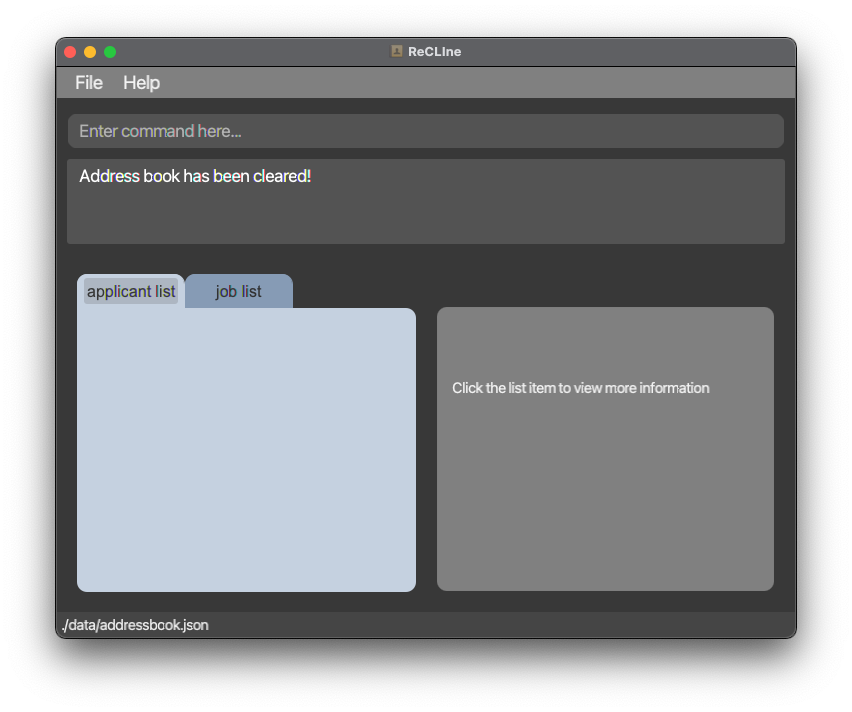 ReCLIne
File Help
Enter command here...
Address book has been cleared!
applicant list job list
Click the list item to view more information
./data/addressbook.json